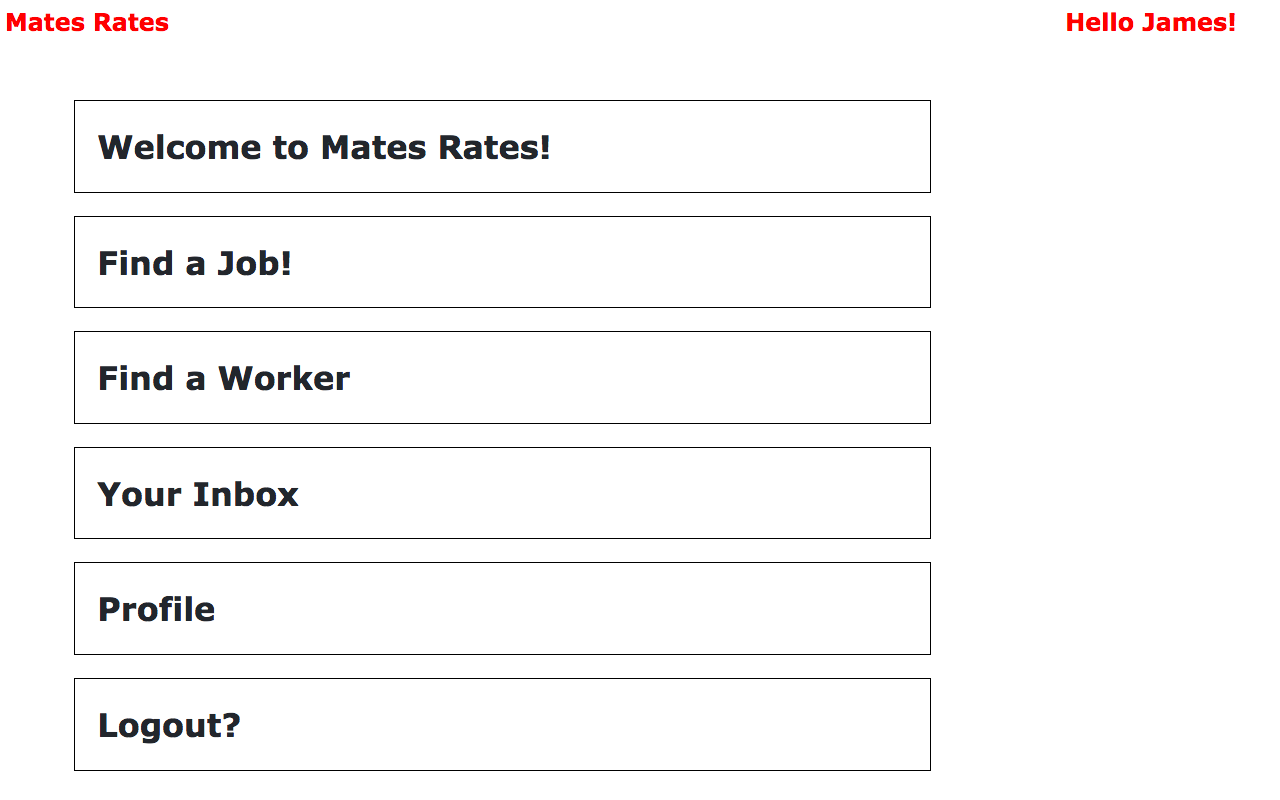 Mates Rates
Hello James!
Welcome to Mates Rates!
Find a Job!
Find a Worker
Your Inbox
Profile
Logout?